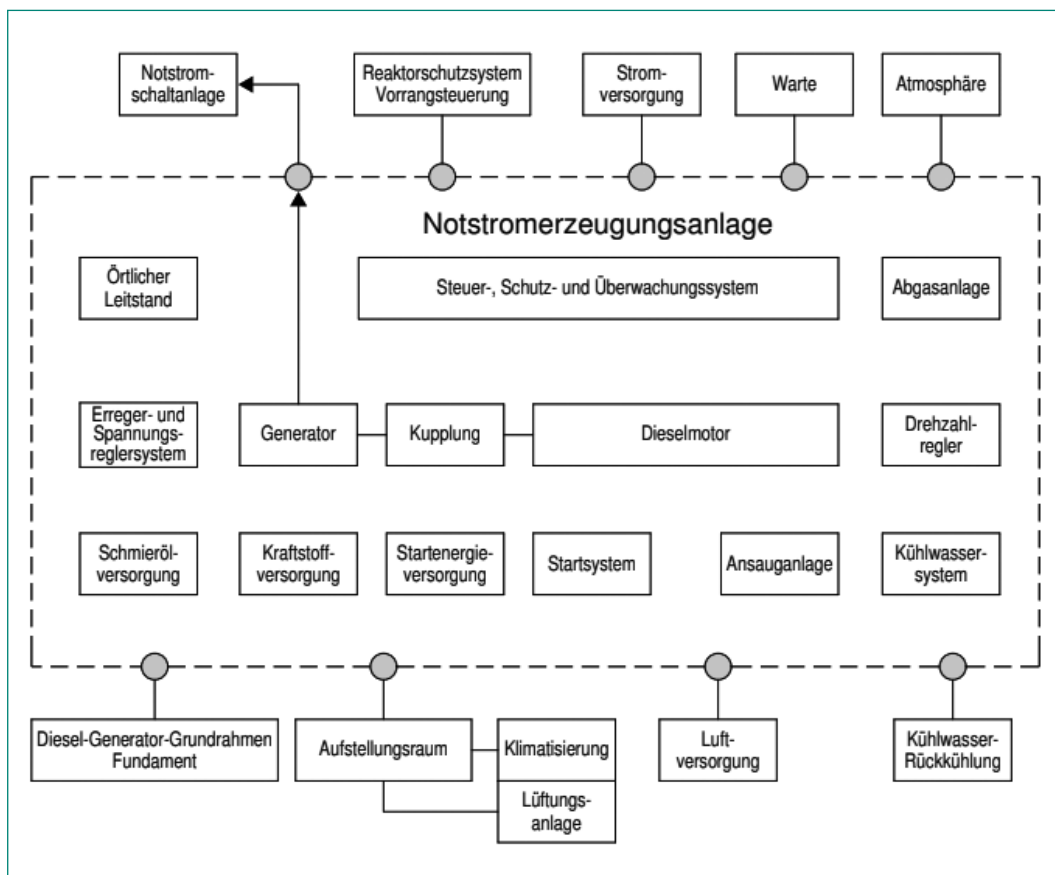 Notstrom-
schaltanlage
Reaktorschutzsystem
Vorrangsteuerung
Strom-
versorgung
Warte
Atmosphäre
Notstromerzeugungsanlage
Örtlicher
Leitstand
Steuer-, Schutz- und Überwachungssystem
Abgasanlage
Erreger- und
Spannungs-
reglersystem
Generator
Kupplung
Dieselmotor
Drehzahl-
regler
Schmieröl-
versorgung
Kraftstoff-
versorgung
Startenergie-
versorgung
Startsystem
Ansauganlage
Kühlwasser-
system
Diesel-Generator-Grundrahmen
Fundament
Aufstellungsraum
Klimatisierung
Lüftungs-
anlage
Luft-
versorgung
Kühlwasser-
Rückkühlung